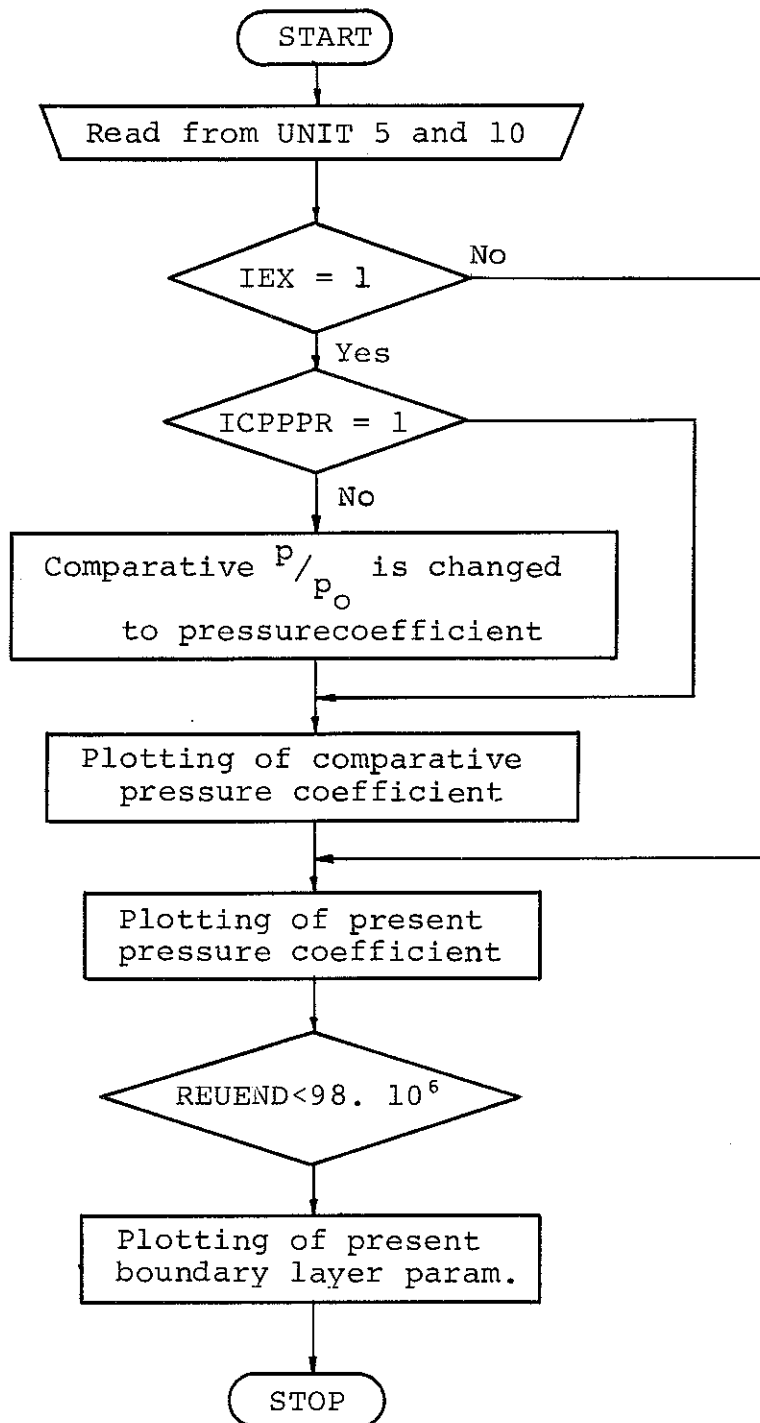 START
Read from UNIT 5 and 10
IEX = 1
No
Yes
ICPPPR = 1
No
Comparative p/p₀ is changed
to pressurecoefficient
Plotting of comparative
pressure coefficient
Plotting of present
pressure coefficient
REUEND<98. 10⁶
Plotting of present
boundary layer param.
STOP